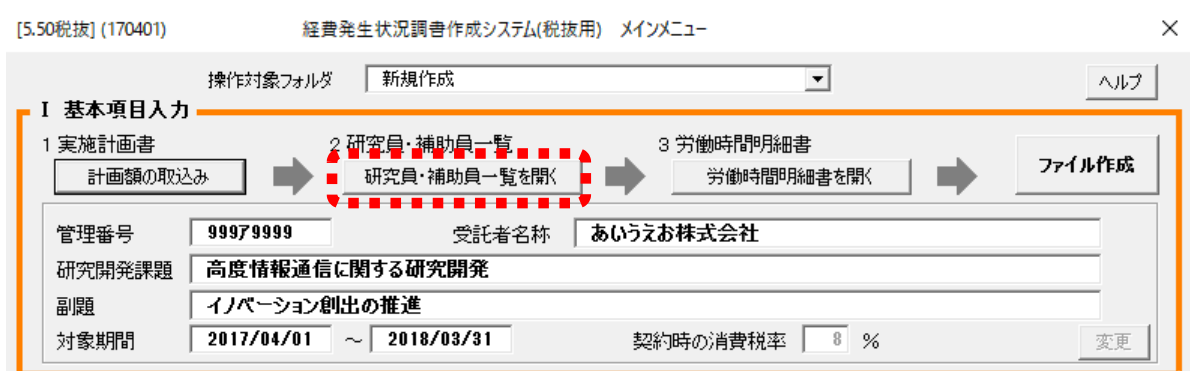 [5.50税抜] (170401) 経費発生状況調書作成システム(税抜用) メインメニュー
操作対象フォルダ 新規作成 ヘルプ
I 基本項目入力
1 実施計画書 2 研究員・補助員一覧 3 労働時間明細書
計画額の取込み 研究員・補助員一覧を開く 労働時間明細書を開く ファイル作成
管理番号 99979999 受託者名称 あいうえお株式会社
研究開発課題 高度情報通信に関する研究開発
副題 イノベーション創出の推進
対象期間 2017/04/01 ～ 2018/03/31 契約時の消費税率 8 % 変更